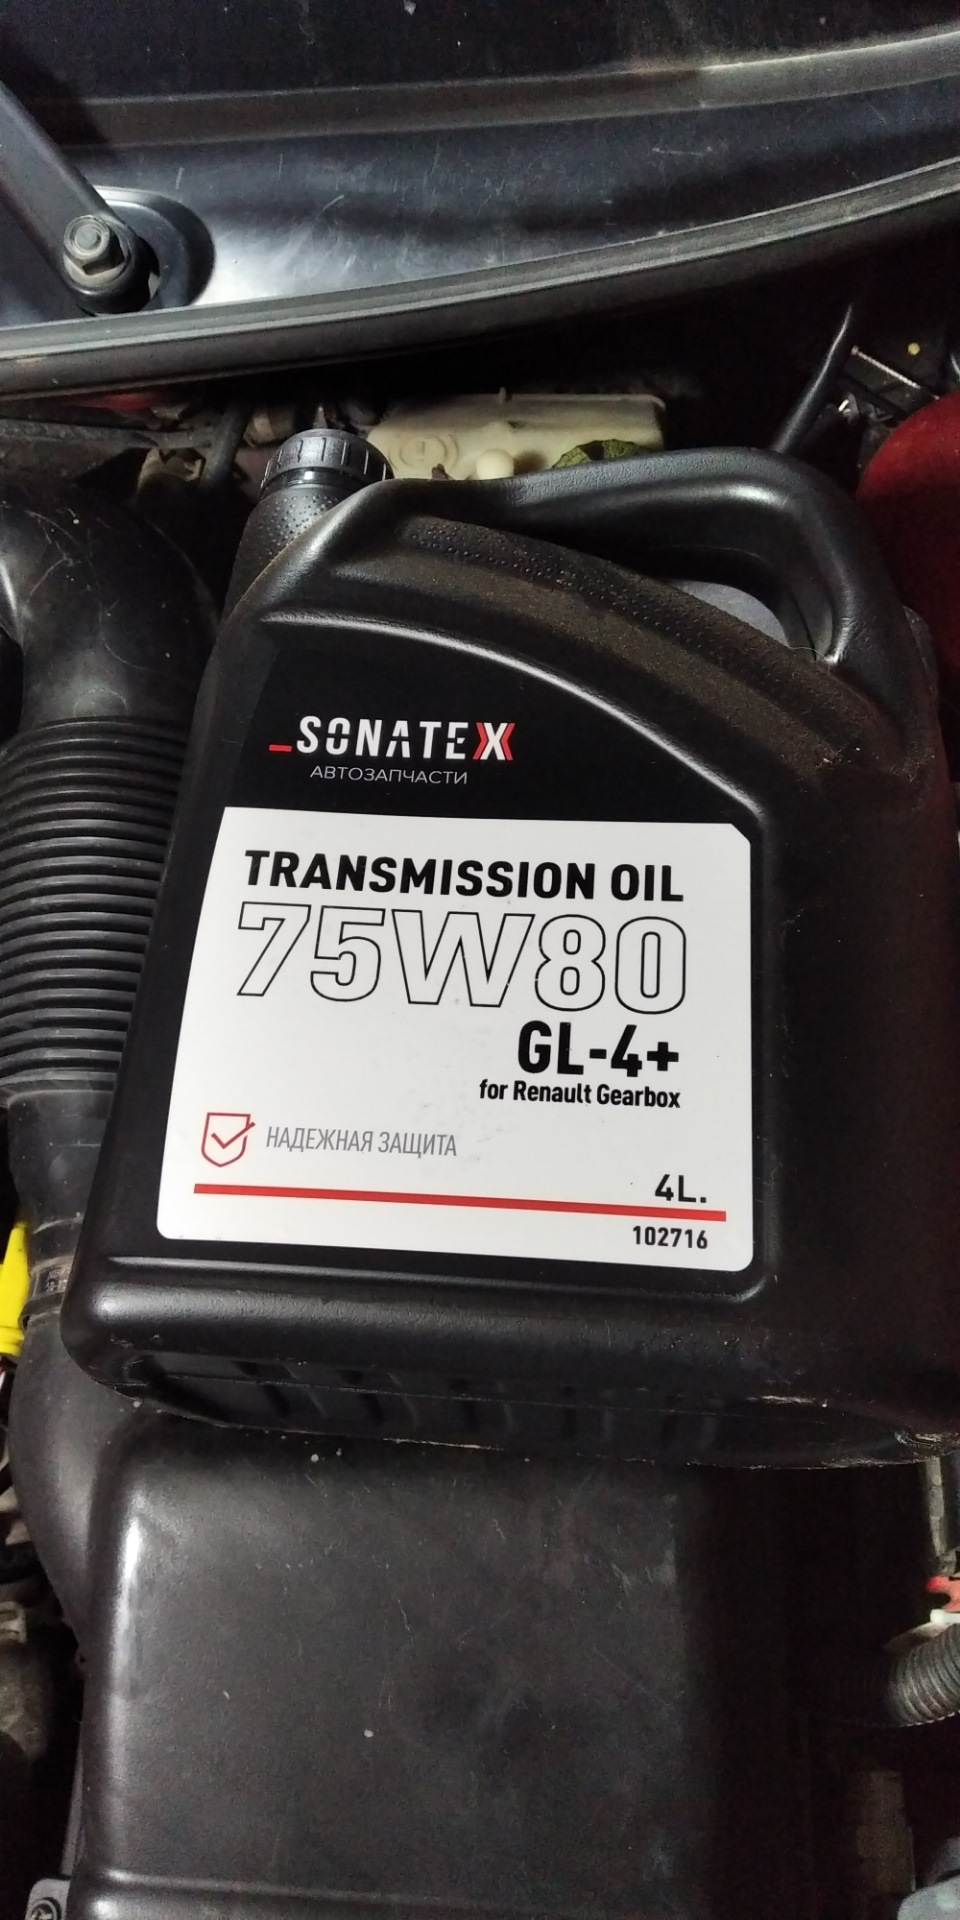 SONATEX
АВТОЗАПЧАСТИ
TRANSMISSION OIL
75W80
GL-4+
for Renault Gearbox
НАДЕЖНАЯ ЗАЩИТА
4L.
102716